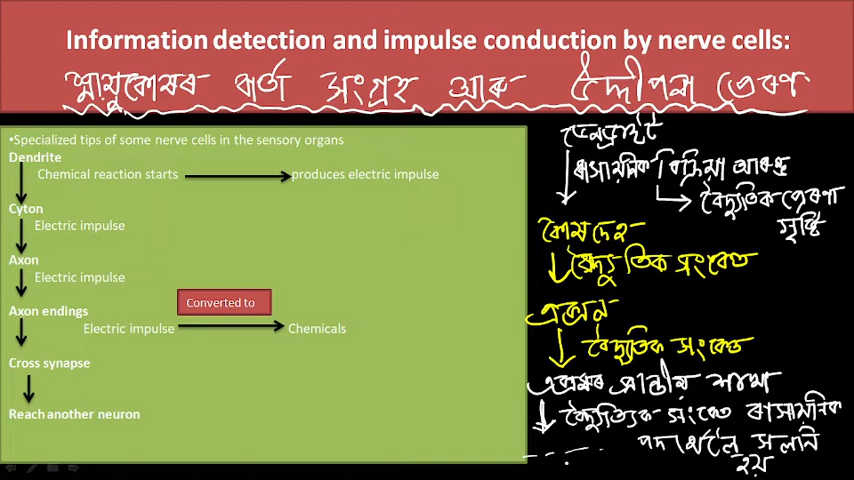 Information detection and impulse conduction by nerve cells:
স্নায়ুকোষৰ বাৰ্তা সংগ্ৰহ আৰু উদ্দীপনা প্ৰেৰণ
•Specialized tips of some nerve cells in the sensory organs
Dendrite
Chemical reaction starts produces electric impulse
Cyton
Electric impulse
Axon
Electric impulse
Converted to
Axon endings
Electric impulse Chemicals
Cross synapse
Reach another neuron
ডেনড্ৰাইট
ৰাসায়নিক বিক্ৰিয়া আৰম্ভ
বৈদ্যুতিক প্ৰেৰণা
সৃষ্টি
কোষদেহ
বৈদ্যুতিক সংকেত
এক্সন
বৈদ্যুতিক সংকেত
এক্সনৰ প্ৰান্তীয় শাখা
বৈদ্যুতিক সংকেত ৰাসায়নিক
পদাৰ্থলৈ সলনি
হয়